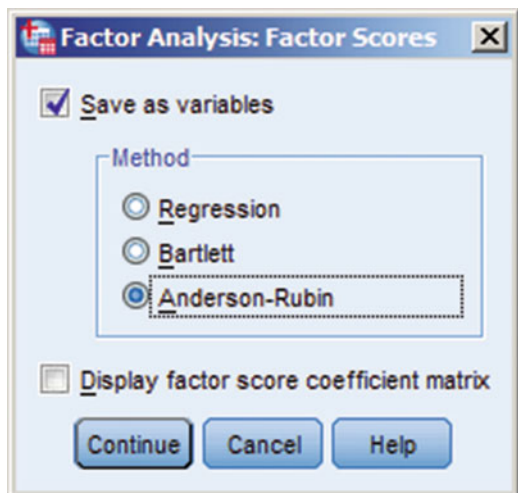 Factor Analysis: Factor Scores
Save as variables
Method
Regression
Bartlett
Anderson-Rubin
Display factor score coefficient matrix
Continue Cancel Help